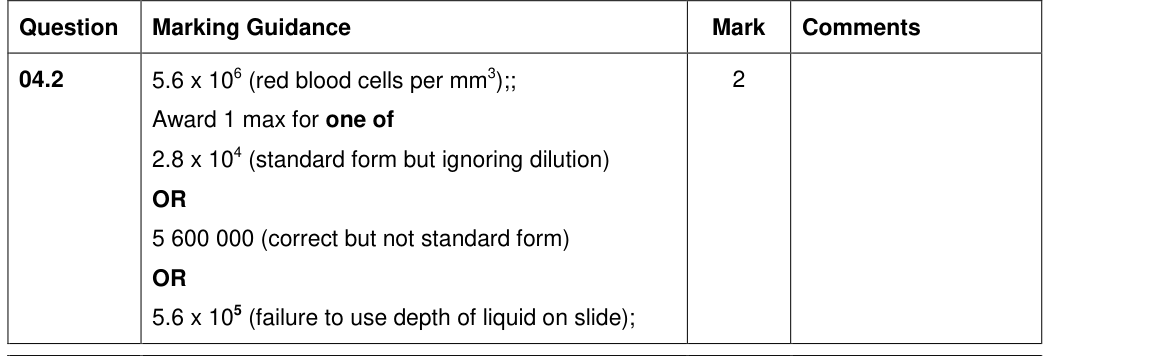 Question Marking Guidance Mark Comments
04.2 5.6 x 10⁶ (red blood cells per mm³);; 2
Award 1 max for one of
2.8 x 10⁴ (standard form but ignoring dilution)
OR
5 600 000 (correct but not standard form)
OR
5.6 x 10⁵ (failure to use depth of liquid on slide);